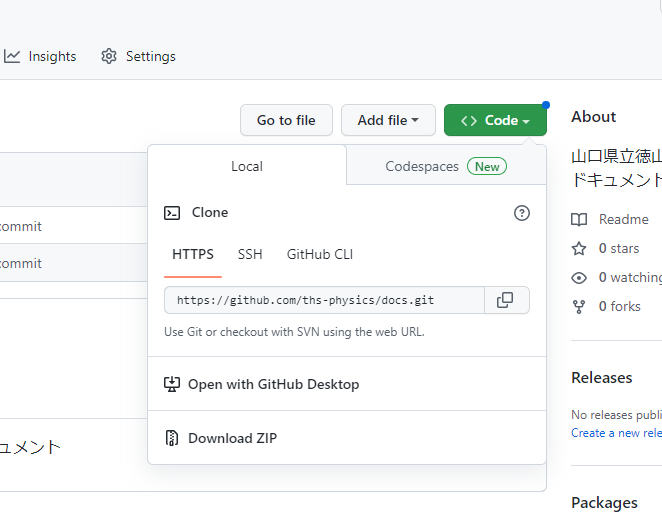 Insights
Settings
Go to file
Add file
Code
About
Local
Codespaces
New
山口県立徳山
ドキュメント
Clone
commit
HTTPS
SSH
GitHub CLI
Readme
0 stars
0 watching
0 forks
commit
https://github.com/ths-physics/docs.git
Use Git or checkout with SVN using the web URL.
Open with GitHub Desktop
Releases
No releases publi
Create a new rele
Download ZIP
ュメント
Packages